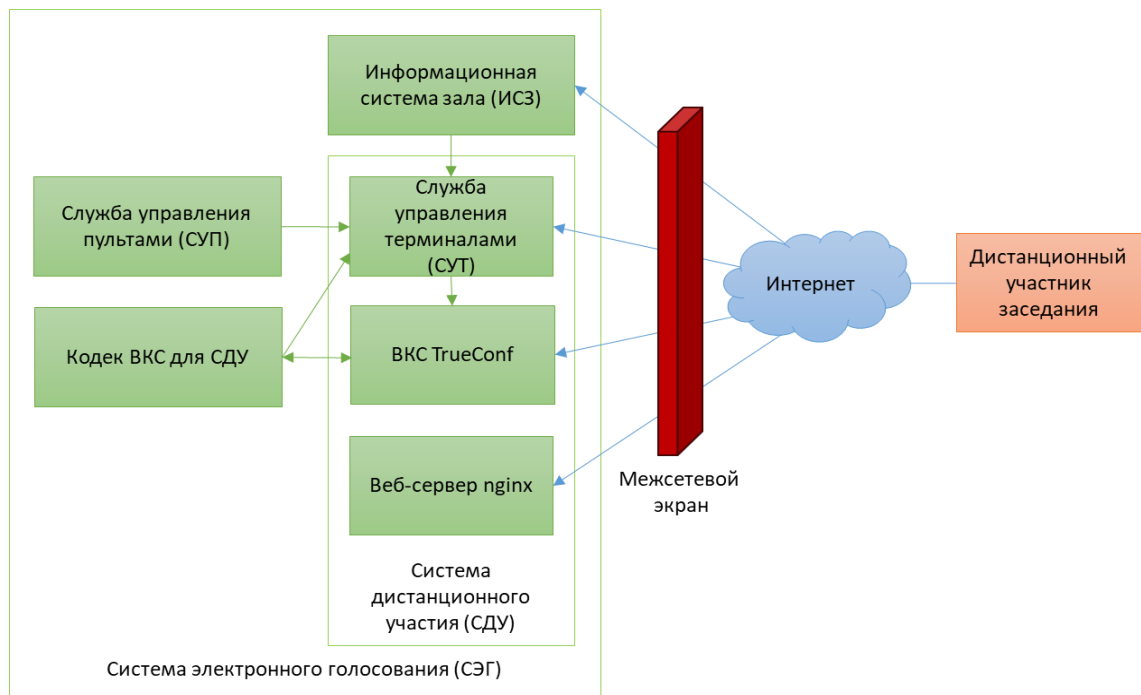 Информационная
система зала (ИСЗ)
Служба управления
пультами (СУП)
Служба
управления
терминалами
(СУТ)
Кодек ВКС для СДУ
ВКС TrueConf
Веб-сервер nginx
Система
дистанционного
участия (СДУ)
Система электронного голосования (СЭГ)
Межсетевой
экран
Интернет
Дистанционный
участник
заседания